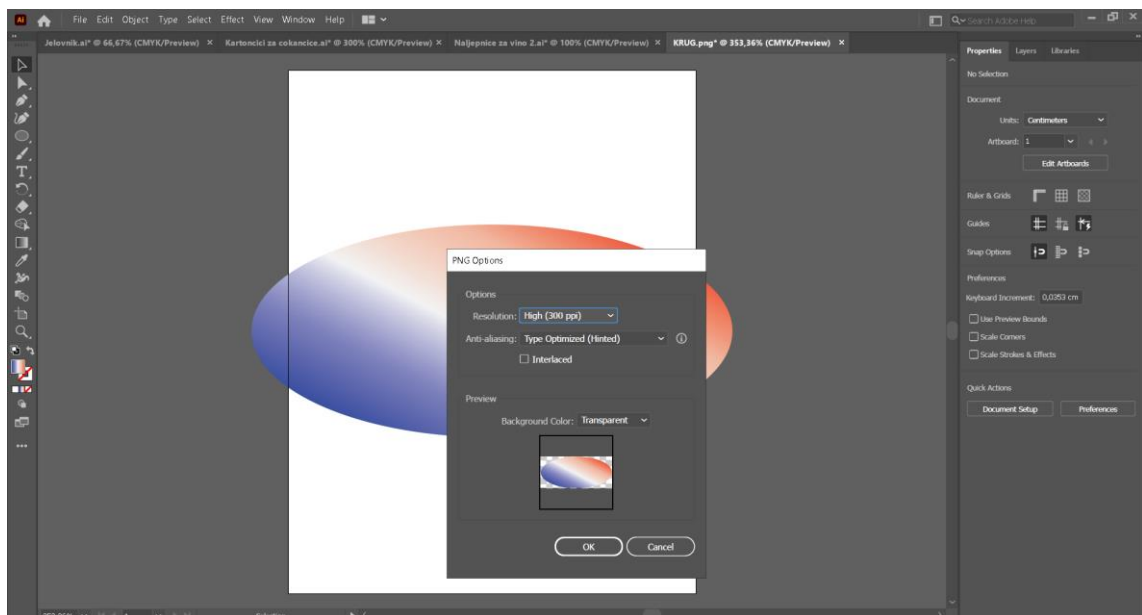 Ai File Edit Object Type Select Effect View Window Help
Search Adobe Help
Jelovnik.ai* @ 66,67% (CMYK/Preview) × Kartoncici za cokancice.ai* @ 300% (CMYK/Preview) × Naljepnice za vino 2.ai* @ 100% (CMYK/Preview) × KRUG.png* @ 353,36% (CMYK/Preview) ×
Properties Layers Libraries
No Selection
Document
Units: Centimeters
Artboard: 1
Edit Artboards
Ruler & Grids
Guides
Snap Options
Preferences
Keyboard Increment: 0,0353 cm
Use Preview Bounds
Scale Corners
Scale Strokes & Effects
Quick Actions
Document Setup Preferences
PNG Options
Options
Resolution: High (300 ppi)
Anti-aliasing: Type Optimized (Hinted)
Interlaced
Preview
Background Color: Transparent
OK Cancel